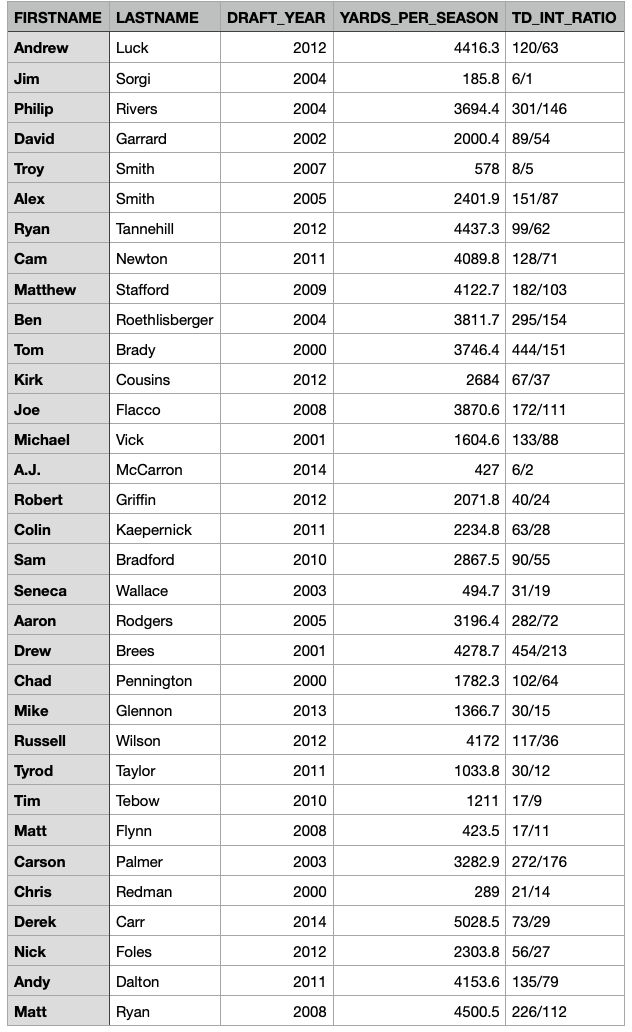 FIRSTNAME LASTNAME DRAFT_YEAR YARDS_PER_SEASON TD_INT_RATIO
Andrew Luck 2012 4416.3 120/63
Jim Sorgi 2004 185.8 6/1
Philip Rivers 2004 3694.4 301/146
David Garrard 2002 2000.4 89/54
Troy Smith 2007 578 8/5
Alex Smith 2005 2401.9 151/87
Ryan Tannehill 2012 4437.3 99/62
Cam Newton 2011 4089.8 128/71
Matthew Stafford 2009 4122.7 182/103
Ben Roethlisberger 2004 3811.7 295/154
Tom Brady 2000 3746.4 444/151
Kirk Cousins 2012 2684 67/37
Joe Flacco 2008 3870.6 172/111
Michael Vick 2001 1604.6 133/88
A.J. McCarron 2014 427 6/2
Robert Griffin 2012 2071.8 40/24
Colin Kaepernick 2011 2234.8 63/28
Sam Bradford 2010 2867.5 90/55
Seneca Wallace 2003 494.7 31/19
Aaron Rodgers 2005 3196.4 282/72
Drew Brees 2001 4278.7 454/213
Chad Pennington 2000 1782.3 102/64
Mike Glennon 2013 1366.7 30/15
Russell Wilson 2012 4172 117/36
Tyrod Taylor 2011 1033.8 30/12
Tim Tebow 2010 1211 17/9
Matt Flynn 2008 423.5 17/11
Carson Palmer 2003 3282.9 272/176
Chris Redman 2000 289 21/14
Derek Carr 2014 5028.5 73/29
Nick Foles 2012 2303.8 56/27
Andy Dalton 2011 4153.6 135/79
Matt Ryan 2008 4500.5 226/112